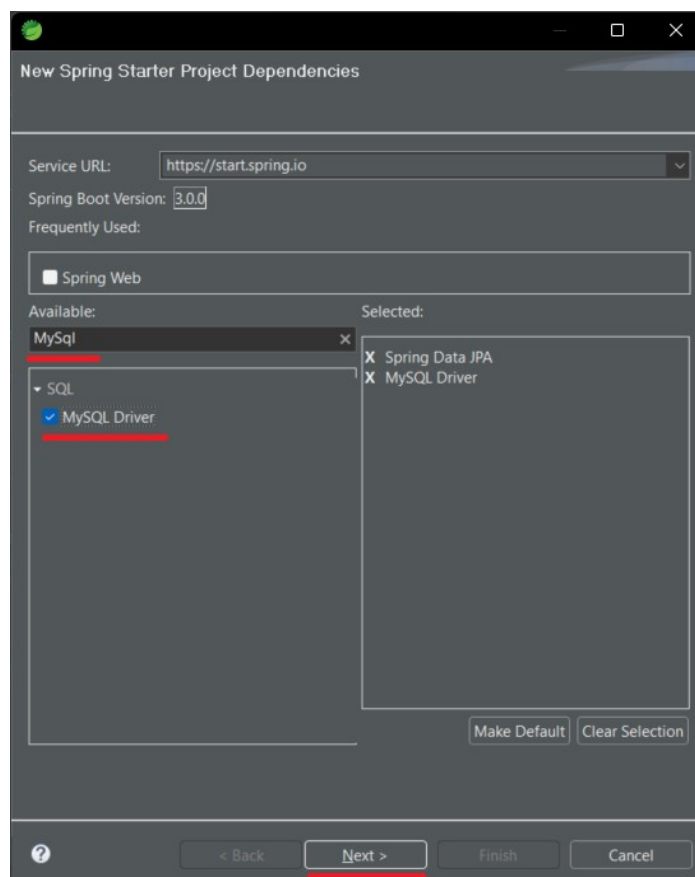 New Spring Starter Project Dependencies
Service URL: https://start.spring.io
Spring Boot Version: 3.0.0
Frequently Used:
Spring Web
Available: Selected:
MySql
X Spring Data JPA
X MySQL Driver
SQL
MySQL Driver
Make Default Clear Selection
< Back Next > Finish Cancel